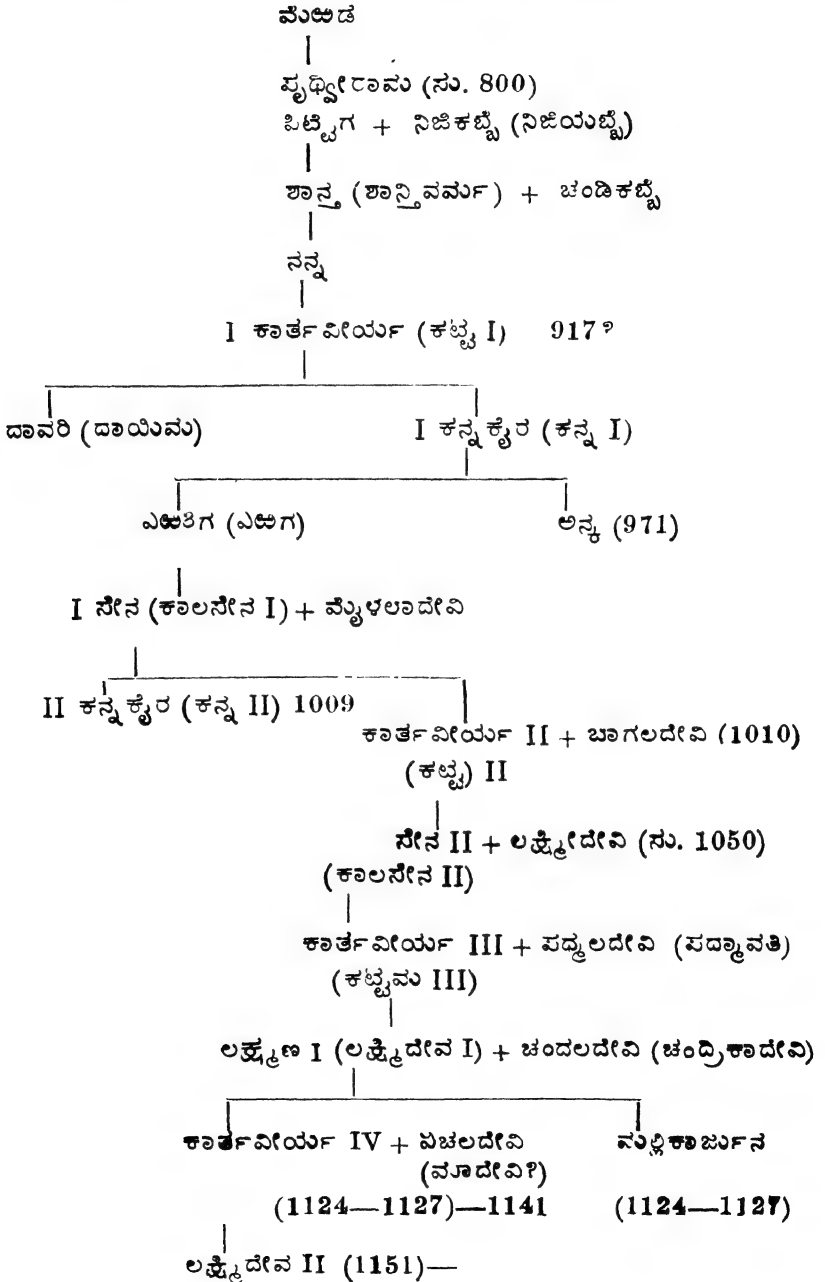 ಮೆಱಡ
ಪೃಥ್ವೀರಾಮ (ಸು. 800)
ಪಿಟ್ಟಿಗ + ನಿಜಿಕಬ್ಬೆ (ನಿಜಿಯಬ್ಬೆ)
ಶಾನ್ತ (ಶಾನ್ತಿವರ್ಮ) + ಚಂಡಿಕಬ್ಬೆ
ನನ್ನ
I ಕಾರ್ತವೀರ್ಯ (ಕಟ್ಟ I) 917?
ದಾವರಿ (ದಾಯಿಮ) I ಕನ್ನಕೈರ (ಕನ್ನ I)
ಎಱತಿಗ (ಎಱಗ) ಅನ್ಕ (971)
I ಸೇನ (ಕಾಲಸೇನ I) + ಮೈಳಲಾದೇವಿ
II ಕನ್ನಕೈರ (ಕನ್ನ II) 1009
ಕಾರ್ತವೀರ್ಯ II + ಬಾಗಲದೇವಿ (1010)
(ಕಟ್ಟ) II
ಸೇನ II + ಲಕ್ಷ್ಮೀದೇವಿ (ಸು. 1050)
(ಕಾಲಸೇನ II)
ಕಾರ್ತವೀರ್ಯ III + ಪದ್ಮಲದೇವಿ (ಪದ್ಮಾವತಿ)
(ಕಟ್ಟಮ III)
ಲಕ್ಷ್ಮಣ I (ಲಕ್ಷ್ಮಿದೇವ I) + ಚಂದಲದೇವಿ (ಚಂದ್ರಿಕಾದೇವಿ)
ಕಾರ್ತವೀರ್ಯ IV + ಏಚಲದೇವಿ ಮಲ್ಲಿಕಾರ್ಜುನ
(ಮಾದೇವಿ?)
(1124—1127)—1141 (1124—1127)
ಲಕ್ಷ್ಮಿದೇವ II (1151)—